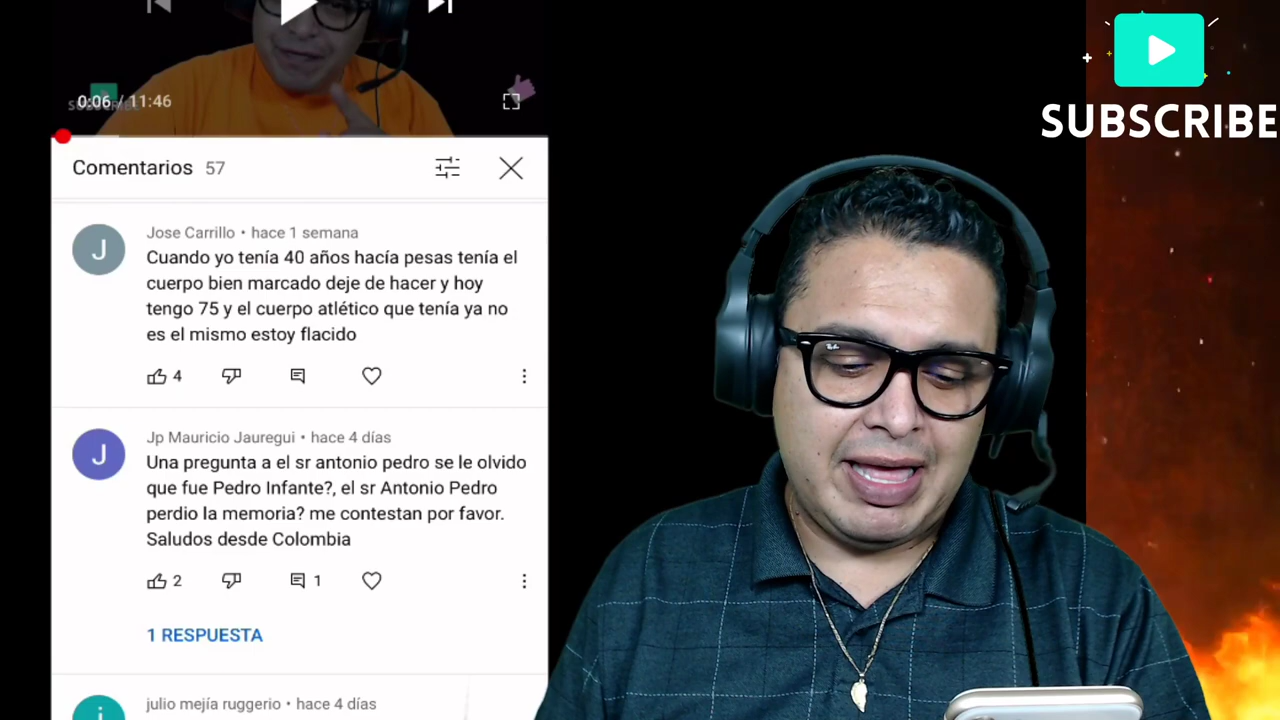 SUBSCRIBE
0:06 / 11:46
Comentarios 57
Jose Carrillo • hace 1 semana
J
Cuando yo tenía 40 años hacía pesas tenía el
cuerpo bien marcado deje de hacer y hoy
tengo 75 y el cuerpo atlético que tenía ya no
es el mismo estoy flacido
4
Jp Mauricio Jauregui • hace 4 días
J
Una pregunta a el sr antonio pedro se le olvido
que fue Pedro Infante?, el sr Antonio Pedro
perdio la memoria? me contestan por favor.
Saludos desde Colombia
2 1
1 RESPUESTA
julio mejía ruggerio • hace 4 días
Ray-Ban